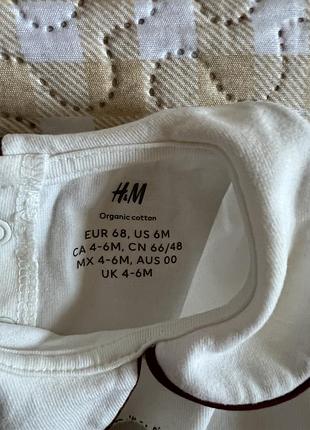 H&M
Organic cotton
EUR 68, US 6M
CA 4-6M, CN 66/48
MX 4-6M, AUS 00
UK 4-6M